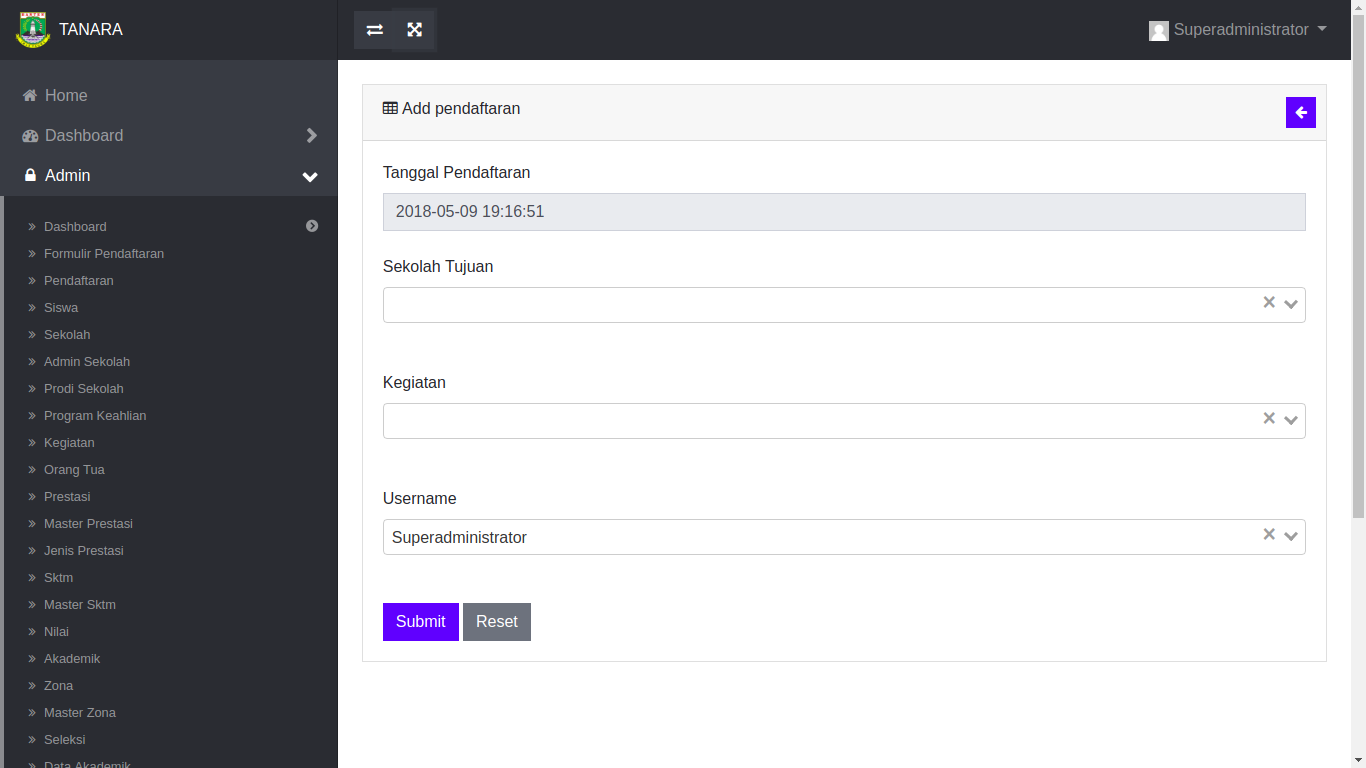 TANARA
Superadministrator
Home
Dashboard
Admin
Dashboard
Formulir Pendaftaran
Pendaftaran
Siswa
Sekolah
Admin Sekolah
Prodi Sekolah
Program Keahlian
Kegiatan
Orang Tua
Prestasi
Master Prestasi
Jenis Prestasi
Sktm
Master Sktm
Nilai
Akademik
Zona
Master Zona
Seleksi
Data Akademik
Add pendaftaran
Tanggal Pendaftaran
2018-05-09 19:16:51
Sekolah Tujuan
Kegiatan
Username
Superadministrator
Submit Reset